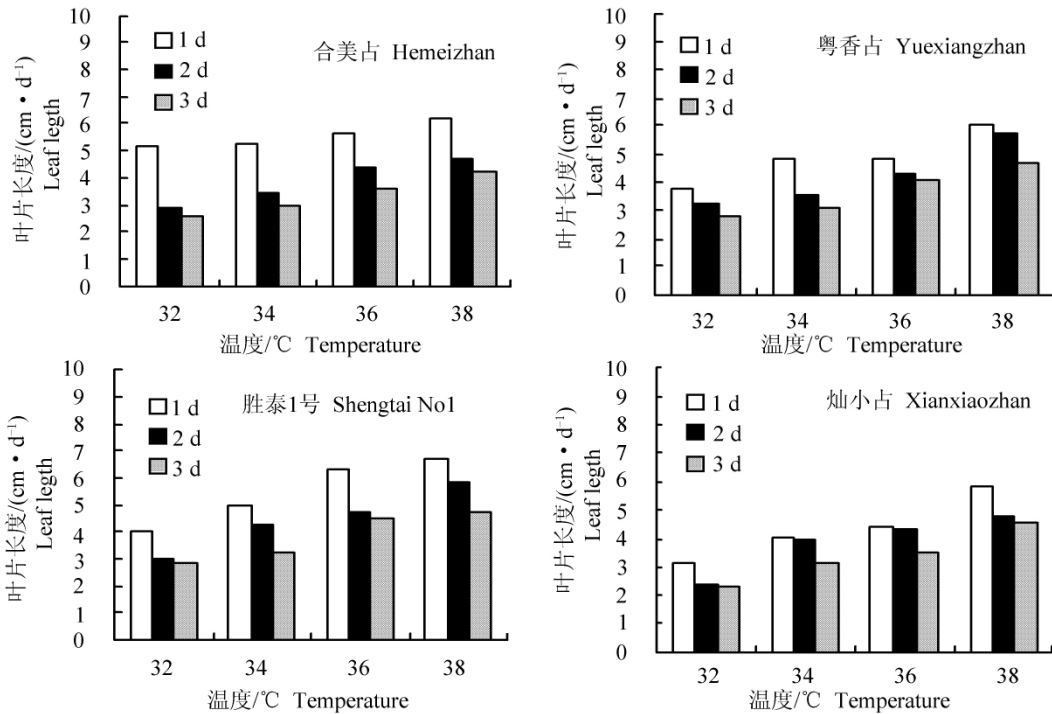 10
9
8
7
6
5
4
3
2
1
0
叶片长度/(cm·d⁻¹)
Leaf legth
1 d
2 d
3 d
合美占 Hemeizhan
32 34 36 38
温度/℃ Temperature
10
9
8
7
6
5
4
3
2
1
0
叶片长度/(cm·d⁻¹)
Leaf legth
1 d
2 d
3 d
粤香占 Yuexiangzhan
32 34 36 38
温度/℃ Temperature
10
9
8
7
6
5
4
3
2
1
0
叶片长度/(cm·d⁻¹)
Leaf legth
1 d
2 d
3 d
胜泰1号 Shengtai No1
32 34 36 38
温度/℃ Temperature
10
9
8
7
6
5
4
3
2
1
0
叶片长度/(cm·d⁻¹)
Leaf legth
1 d
2 d
3 d
灿小占 Xianxiaozhan
32 34 36 38
温度/℃ Temperature